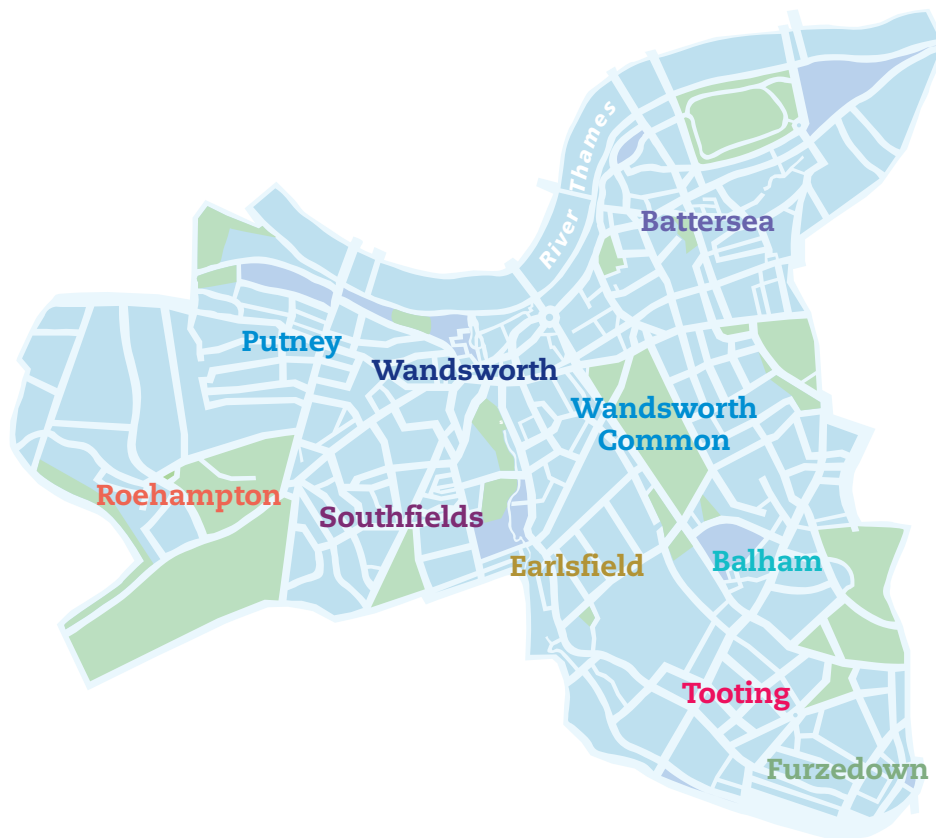 River Thames
Battersea
Putney
Wandsworth
Wandsworth
Common
Roehampton
Southfields
Earlsfield
Balham
Tooting
Furzedown